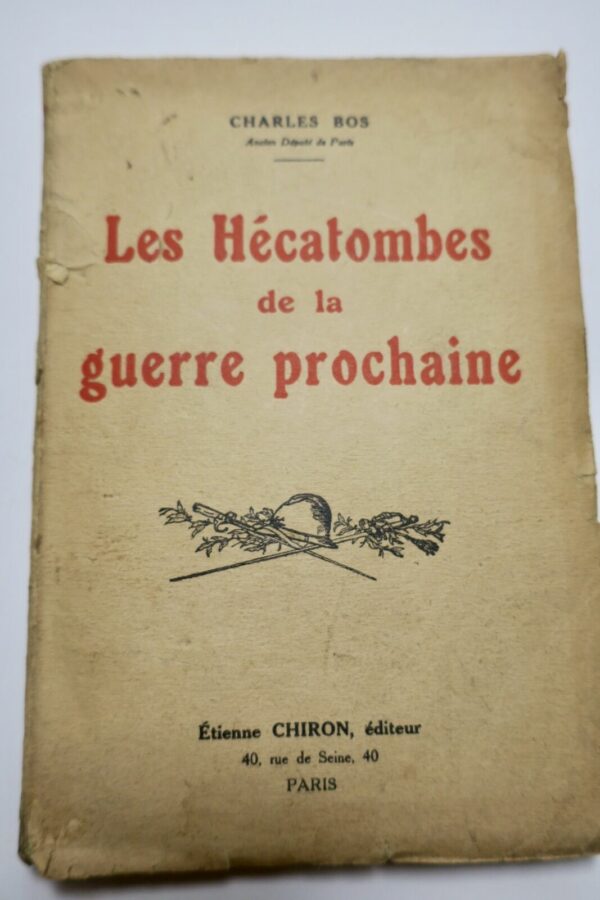 CHARLES BOS
Ancien Député de Paris
Les Hécatombes
de la
guerre prochaine
Étienne CHIRON, éditeur
40, rue de Seine, 40
PARIS